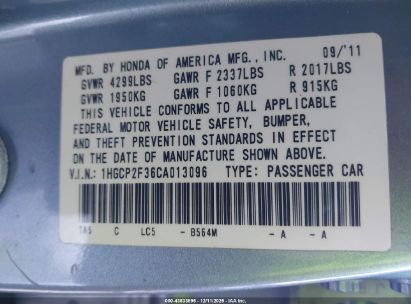 MFD. BY HONDA OF AMERICA MFG., INC. 09/'11
GVWR 4299LBS GAWR F 2337LBS R 2017LBS
GVWR 1950KG GAWR F 1060KG R 915KG
THIS VEHICLE CONFORMS TO ALL APPLICABLE
FEDERAL MOTOR VEHICLE SAFETY, BUMPER,
AND THEFT PREVENTION STANDARDS IN EFFECT
ON THE DATE OF MANUFACTURE SHOWN ABOVE.
V.I.N.: 1HGCP2F36CA013096 TYPE: PASSENGER CAR
TA5 C LC5 - B564M - A - A